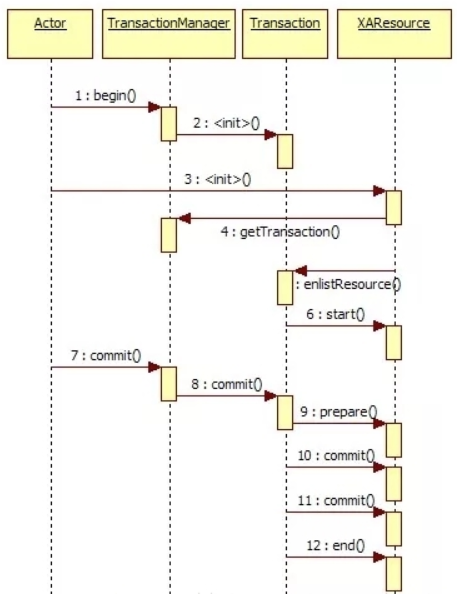 Actor
TransactionManager
Transaction
XAResource
1 : begin()
2 : <init>()
3 : <init>()
4 : getTransaction()
: enlistResource()
6 : start()
7 : commit()
8 : commit()
9 : prepare()
10 : commit()
11 : commit()
12 : end()